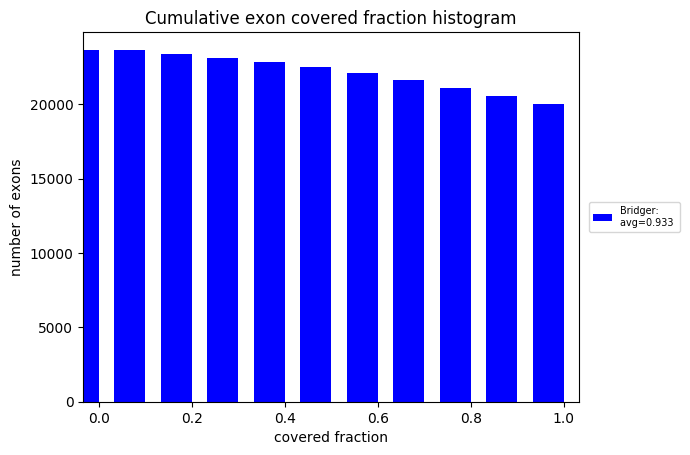 Cumulative exon covered fraction histogram
number of exons
20000
15000
10000
5000
0
0.0
0.2
0.4
0.6
0.8
1.0
covered fraction
Bridger:
avg=0.933